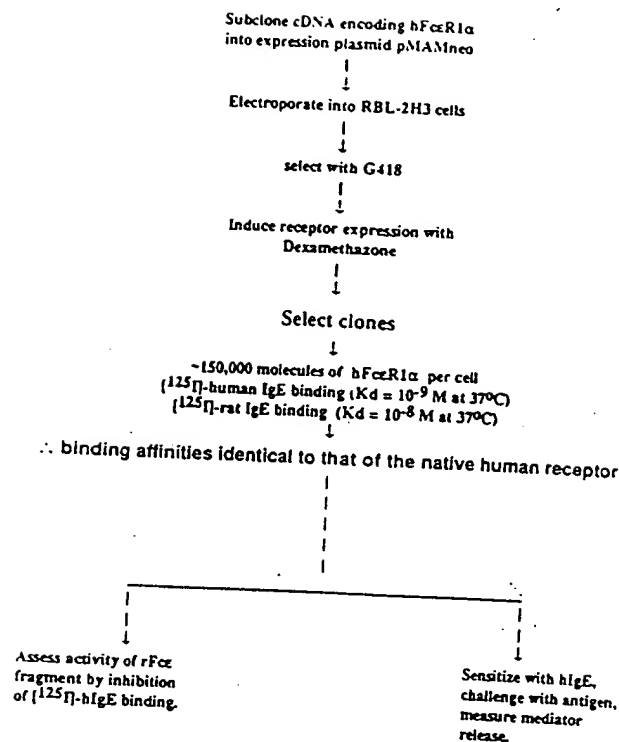 Subclone cDNA encoding hFcεR1α
into expression plasmid pMAMneo
Electroporate into RBL-2H3 cells
select with G418
Induce receptor expression with
Dexamethazone
Select clones
~150,000 molecules of hFcεR1α per cell
[¹²⁵I]-human IgE binding (Kd = 10⁻⁹ M at 37ºC)
[¹²⁵I]-rat IgE binding (Kd = 10⁻⁸ M at 37ºC)
∴ binding affinities identical to that of the native human receptor
Assess activity of rFcε
fragment by inhibition
of [¹²⁵I]-hIgE binding.
Sensitize with hIgE,
challenge with antigen,
measure mediator
release.